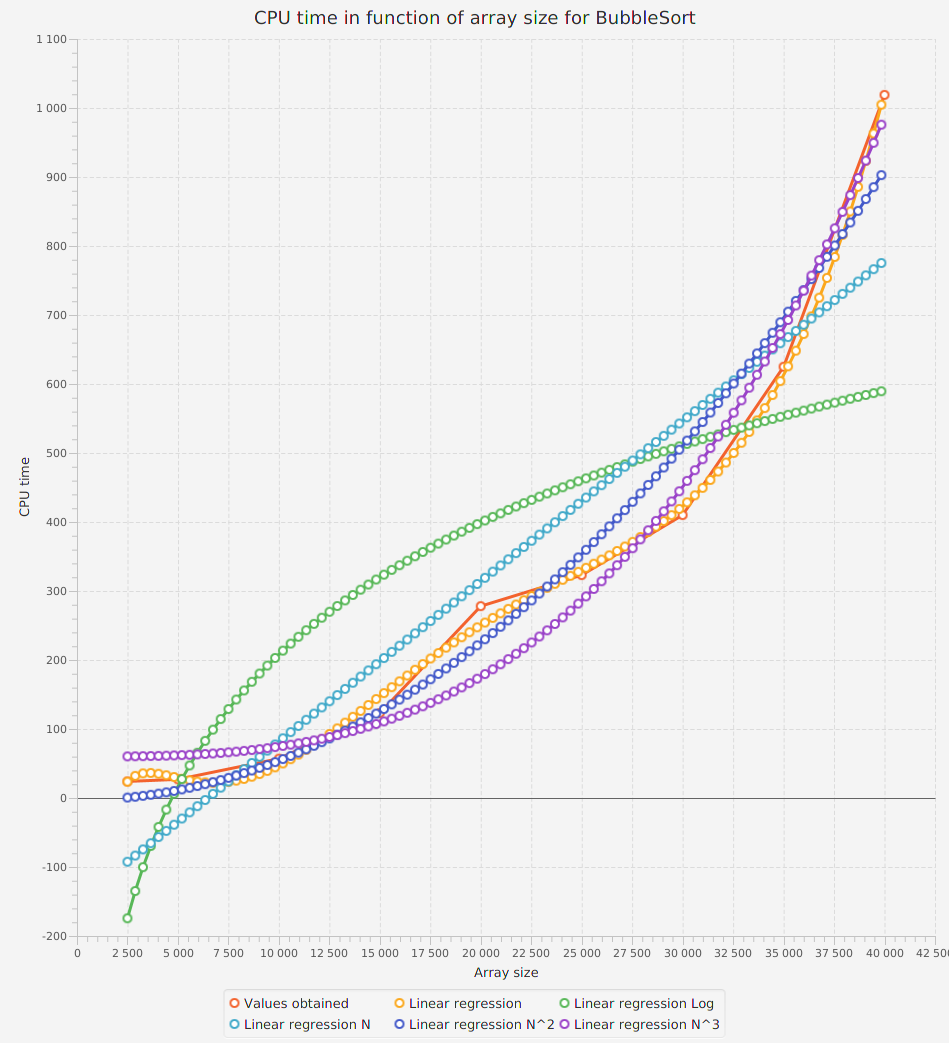 CPU time in function of array size for BubbleSort
1 100
1 000
900
800
700
600
500
400
300
200
100
0
-100
-200
CPU time
0 2 500 5 000 7 500 10 000 12 500 15 000 17 500 20 000 22 500 25 000 27 500 30 000 32 500 35 000 37 500 40 000 42 500
Array size
Values obtained Linear regression Linear regression Log
Linear regression N Linear regression N^2 Linear regression N^3